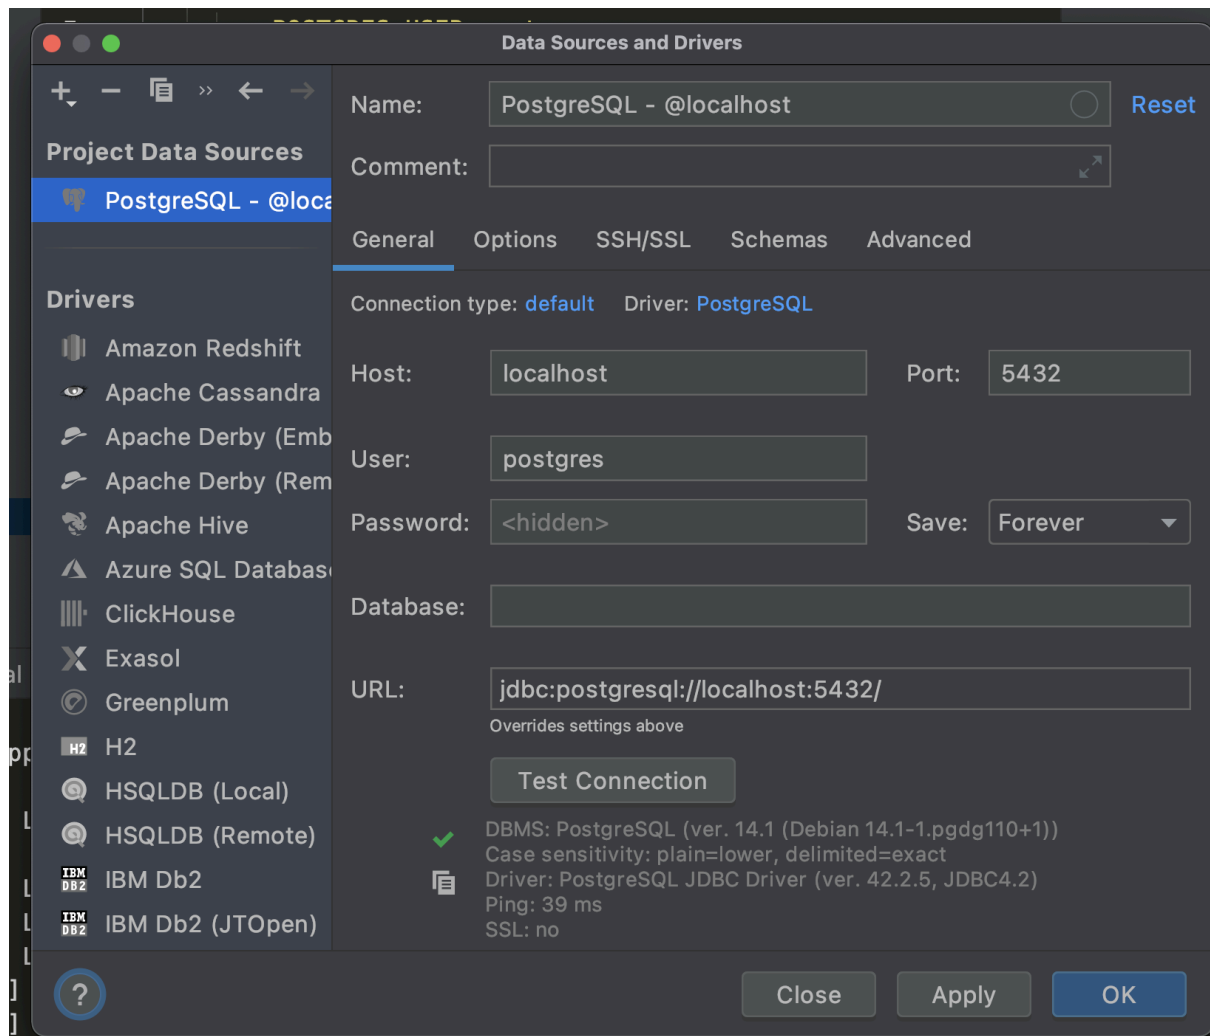 Data Sources and Drivers
Name: PostgreSQL - @localhost Reset
Project Data Sources
Comment:
PostgreSQL - @loca
General Options SSH/SSL Schemas Advanced
Drivers
Connection type: default Driver: PostgreSQL
Amazon Redshift
Host: localhost Port: 5432
Apache Cassandra
Apache Derby (Emb
User: postgres
Apache Derby (Rem
Apache Hive
Password: <hidden> Save: Forever
Azure SQL Databas
Database:
ClickHouse
Exasol
URL: jdbc:postgresql://localhost:5432/
Overrides settings above
Greenplum
H2 H2
Test Connection
HSQLDB (Local)
HSQLDB (Remote)
DBMS: PostgreSQL (ver. 14.1 (Debian 14.1-1.pgdg110+1))
Case sensitivity: plain=lower, delimited=exact
IBM DB2 IBM Db2
Driver: PostgreSQL JDBC Driver (ver. 42.2.5, JDBC4.2)
Ping: 39 ms
IBM DB2 IBM Db2 (JTOpen)
SSL: no
? Close Apply OK